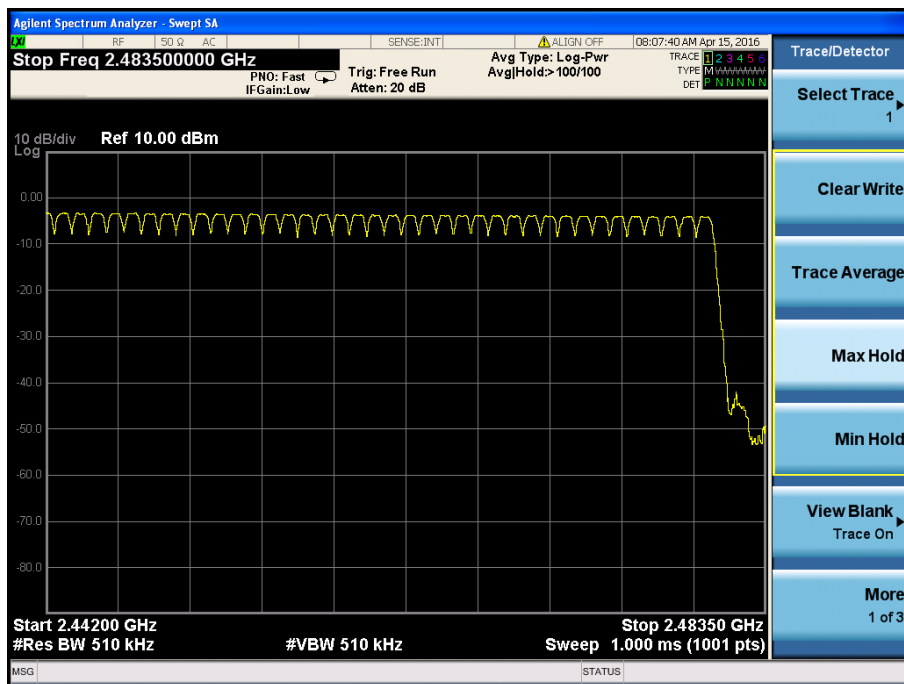 Agilent Spectrum Analyzer - Swept SA
LXI RF 50 Ω AC SENSE:INT ALIGN OFF 08:07:40 AM Apr 15, 2016
Stop Freq 2.483500000 GHz
PNO: Fast
IFGain:Low
Trig: Free Run
Atten: 20 dB
Avg Type: Log-Pwr
Avg|Hold:>100/100
TRACE 1 2 3 4 5 6
TYPE M WWWWW
DET P N N N N N
10 dB/div Ref 10.00 dBm
Log
0.00
-10.0
-20.0
-30.0
-40.0
-50.0
-60.0
-70.0
-80.0
Start 2.44200 GHz Stop 2.48350 GHz
#Res BW 510 kHz #VBW 510 kHz Sweep 1.000 ms (1001 pts)
MSG STATUS
Trace/Detector
Select Trace
1
Clear Write
Trace Average
Max Hold
Min Hold
View Blank
Trace On
More
1 of 3